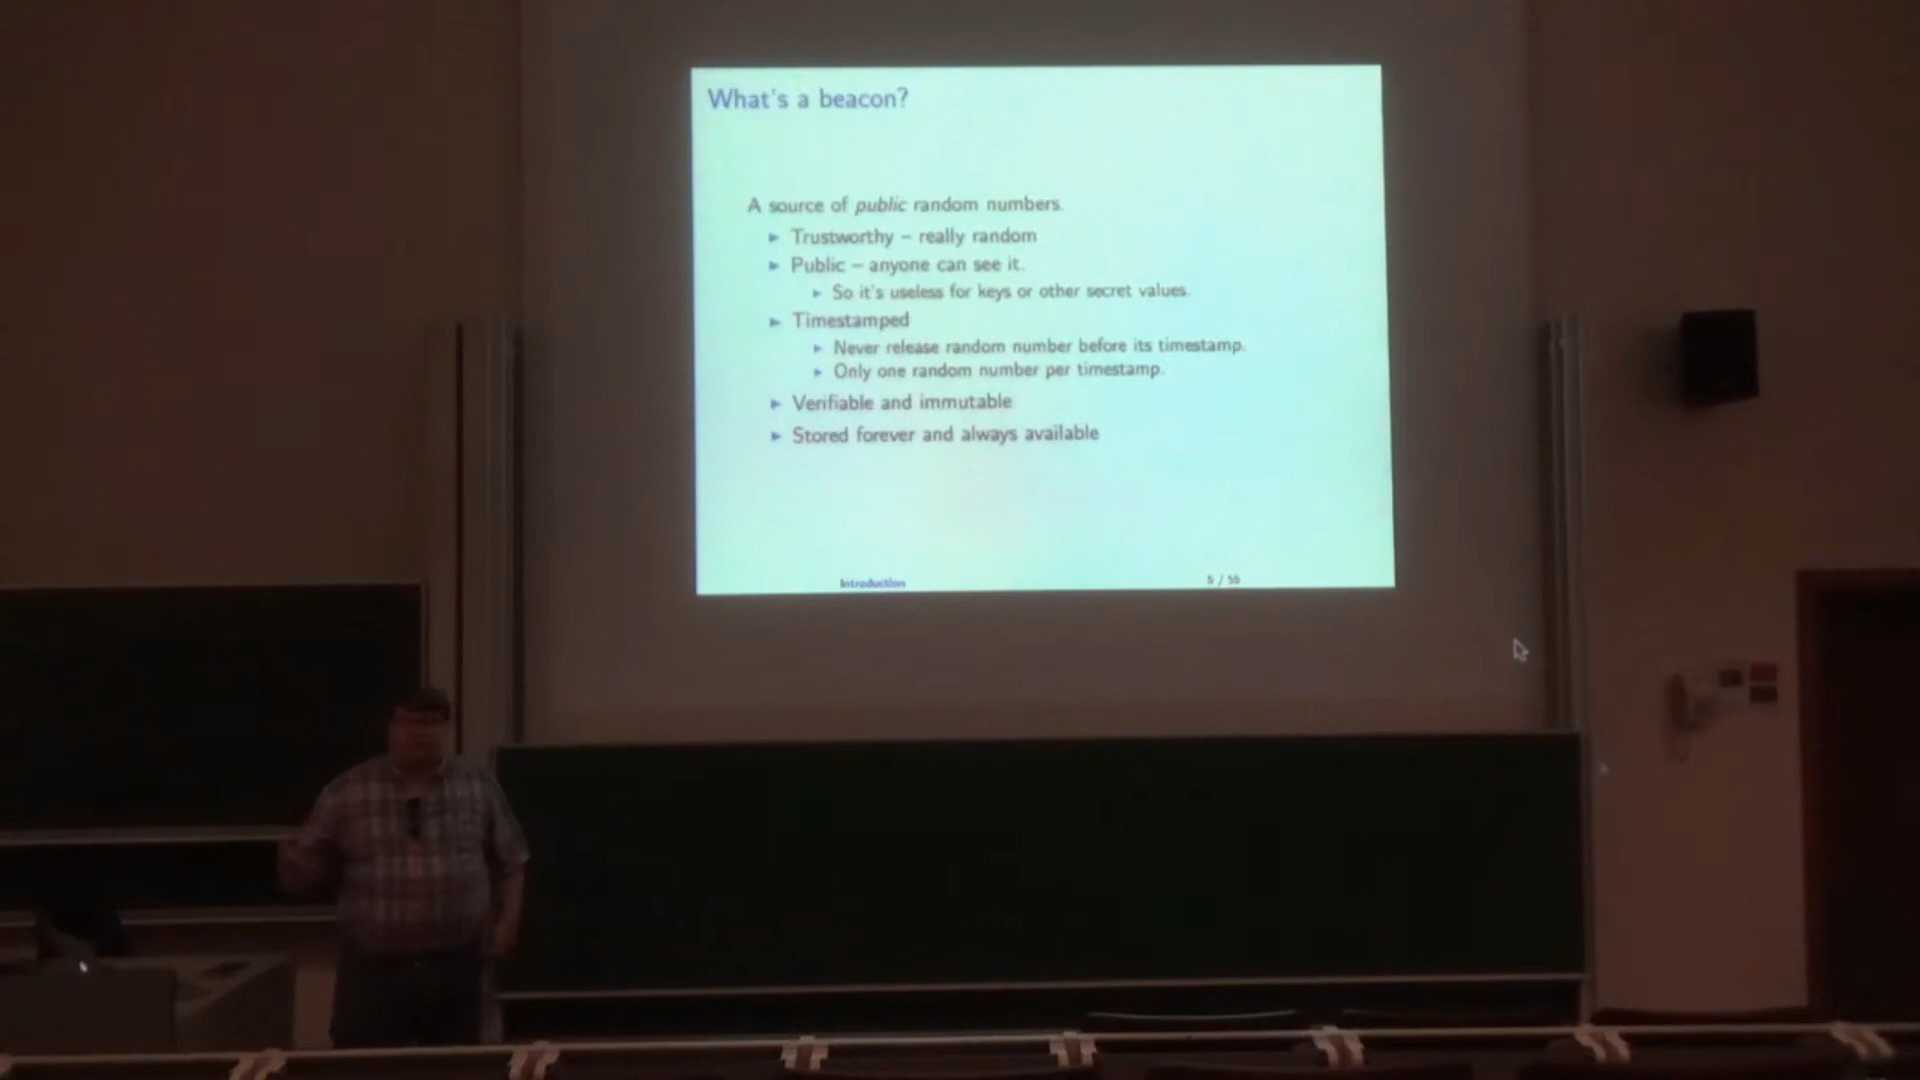 What's a beacon?
A source of public random numbers.
Trustworthy – really random
Public – anyone can see it.
So it's useless for keys or other secret values.
Timestamped
Never release random number before its timestamp.
Only one random number per timestamp.
Verifiable and immutable
Stored forever and always available
Introduction
5 / 55